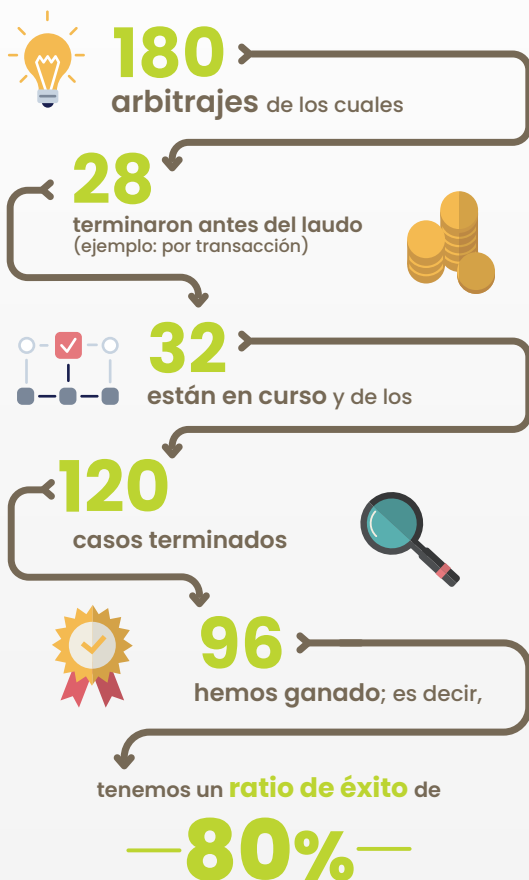 180
arbitrajes de los cuales
28
terminaron antes del laudo
(ejemplo: por transacción)
32
están en curso y de los
120
casos terminados
96
hemos ganado; es decir,
tenemos un ratio de éxito de
80%